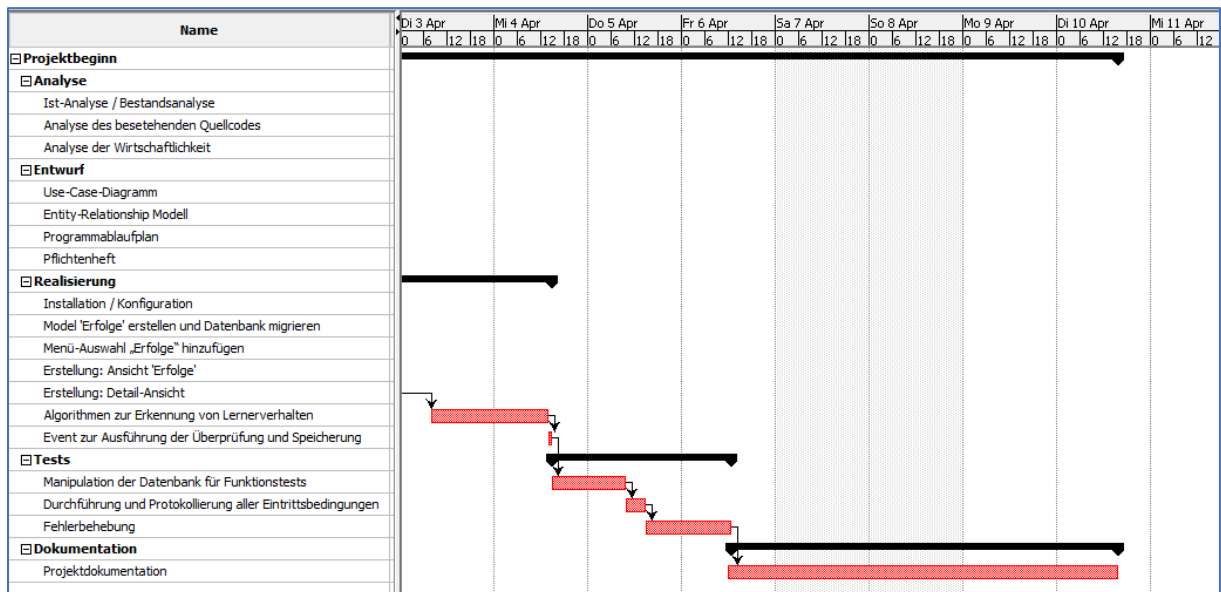 Name
Di 3 Apr Mi 4 Apr Do 5 Apr Fr 6 Apr Sa 7 Apr So 8 Apr Mo 9 Apr Di 10 Apr Mi 11 Apr
0 6 12 18 0 6 12 18 0 6 12 18 0 6 12 18 0 6 12 18 0 6 12 18 0 6 12 18 0 6 12 18 0 6 12
Projektbeginn
Analyse
Ist-Analyse / Bestandsanalyse
Analyse des besetehenden Quellcodes
Analyse der Wirtschaftlichkeit
Entwurf
Use-Case-Diagramm
Entity-Relationship Modell
Programmablaufplan
Pflichtenheft
Realisierung
Installation / Konfiguration
Model 'Erfolge' erstellen und Datenbank migrieren
Menü-Auswahl „Erfolge“ hinzufügen
Erstellung: Ansicht 'Erfolge'
Erstellung: Detail-Ansicht
Algorithmen zur Erkennung von Lernerverhalten
Event zur Ausführung der Überprüfung und Speicherung
Tests
Manipulation der Datenbank für Funktionstests
Durchführung und Protokollierung aller Eintrittsbedingungen
Fehlerbehebung
Dokumentation
Projektdokumentation